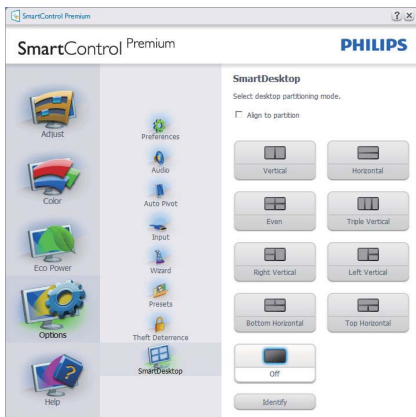 SmartControl Premium
? ×
SmartControl Premium
PHILIPS
Adjust
Color
Eco Power
Options
Help
Preferences
Audio
Auto Pivot
Input
Wizard
Presets
Theft Deterrence
SmartDesktop
SmartDesktop
Select desktop partitioning mode.
Align to partition
Vertical
Horizontal
Even
Triple Vertical
Right Vertical
Left Vertical
Bottom Horizontal
Top Horizontal
Off
Identify